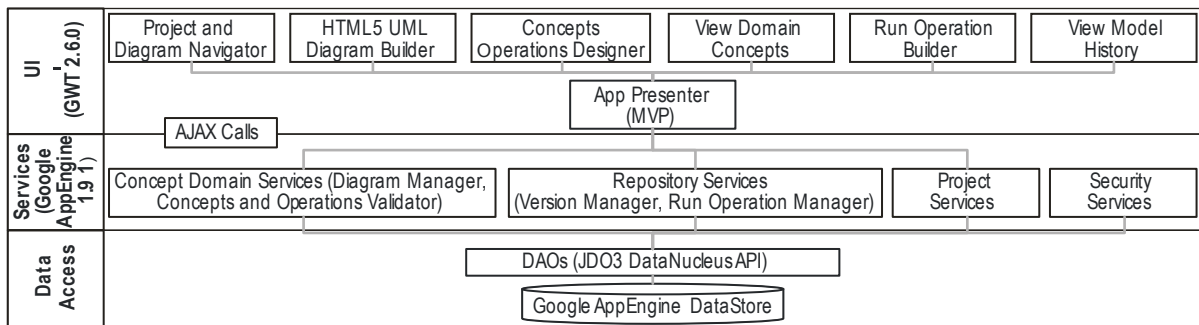 UI
(GWT 2.6.0)
Project and
Diagram Navigator
HTML5 UML
Diagram Builder
Concepts
Operations Designer
View Domain
Concepts
Run Operation
Builder
View Model
History
App Presenter
(MVP)
AJAX Calls
Services
(Google
AppEngine
1.9 1)
Concept Domain Services (Diagram Manager,
Concepts and Operations Validator)
Repository Services
(Version Manager, Run Operation Manager)
Project
Services
Security
Services
Data
Access
DAOs (JDO3 DataNucleus API)
Google AppEngine DataStore